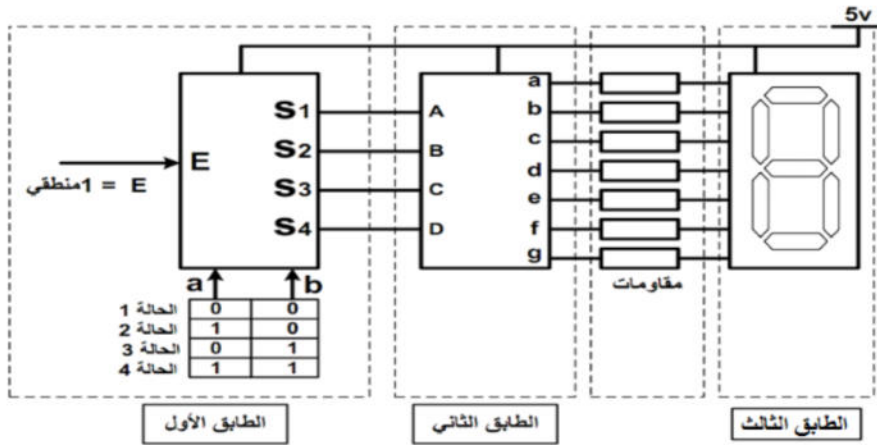 5v
E
S1
S2
S3
S4
A
B
C
D
a
b
c
d
e
f
g
E = 1منطقي
مقاومات
a b
الحالة 1 0 0
الحالة 2 1 0
الحالة 3 0 1
الحالة 4 1 1
الطابق الأول
الطابق الثاني
الطابق الثالث